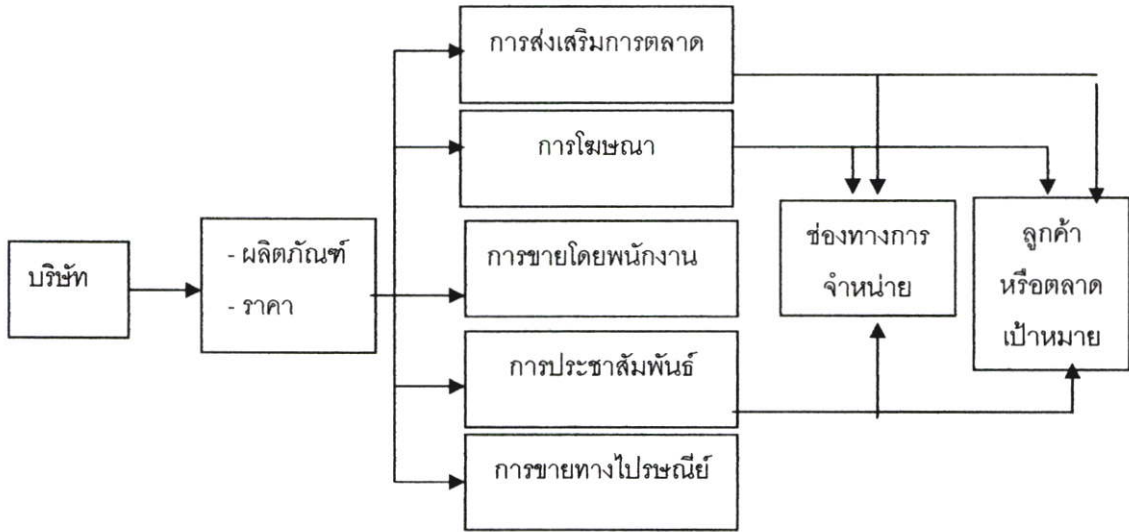 บริษัท
- ผลิตภัณฑ์
- ราคา
การส่งเสริมการตลาด
การโฆษณา
การขายโดยพนักงาน
การประชาสัมพันธ์
การขายทางไปรษณีย์
ช่องทางการ
จำหน่าย
ลูกค้า
หรือตลาด
เป้าหมาย